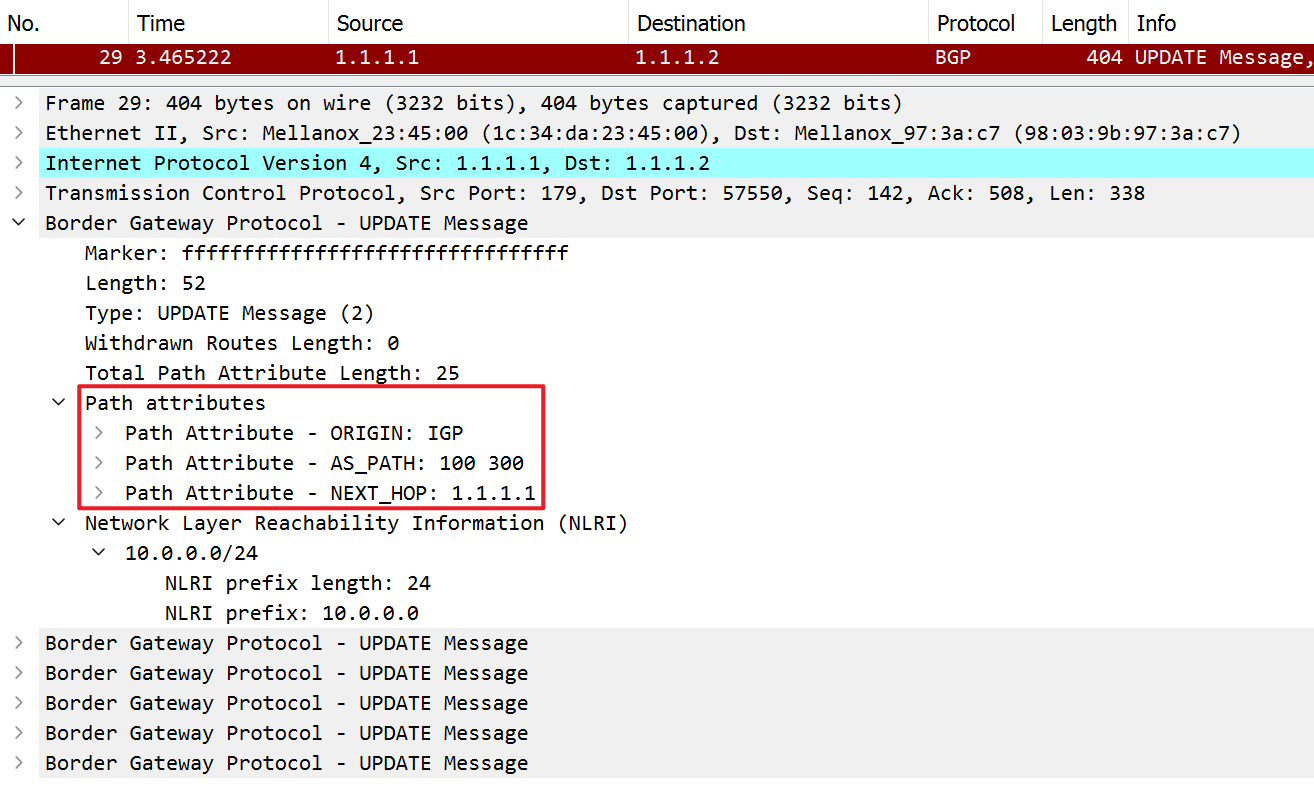 No. Time Source Destination Protocol Length Info
29 3.465222 1.1.1.1 1.1.1.2 BGP 404 UPDATE Message,
Frame 29: 404 bytes on wire (3232 bits), 404 bytes captured (3232 bits)
Ethernet II, Src: Mellanox_23:45:00 (1c:34:da:23:45:00), Dst: Mellanox_97:3a:c7 (98:03:9b:97:3a:c7)
Internet Protocol Version 4, Src: 1.1.1.1, Dst: 1.1.1.2
Transmission Control Protocol, Src Port: 179, Dst Port: 57550, Seq: 142, Ack: 508, Len: 338
Border Gateway Protocol - UPDATE Message
Marker: ffffffffffffffffffffffffffffffff
Length: 52
Type: UPDATE Message (2)
Withdrawn Routes Length: 0
Total Path Attribute Length: 25
Path attributes
Path Attribute - ORIGIN: IGP
Path Attribute - AS_PATH: 100 300
Path Attribute - NEXT_HOP: 1.1.1.1
Network Layer Reachability Information (NLRI)
10.0.0.0/24
NLRI prefix length: 24
NLRI prefix: 10.0.0.0
Border Gateway Protocol - UPDATE Message
Border Gateway Protocol - UPDATE Message
Border Gateway Protocol - UPDATE Message
Border Gateway Protocol - UPDATE Message
Border Gateway Protocol - UPDATE Message